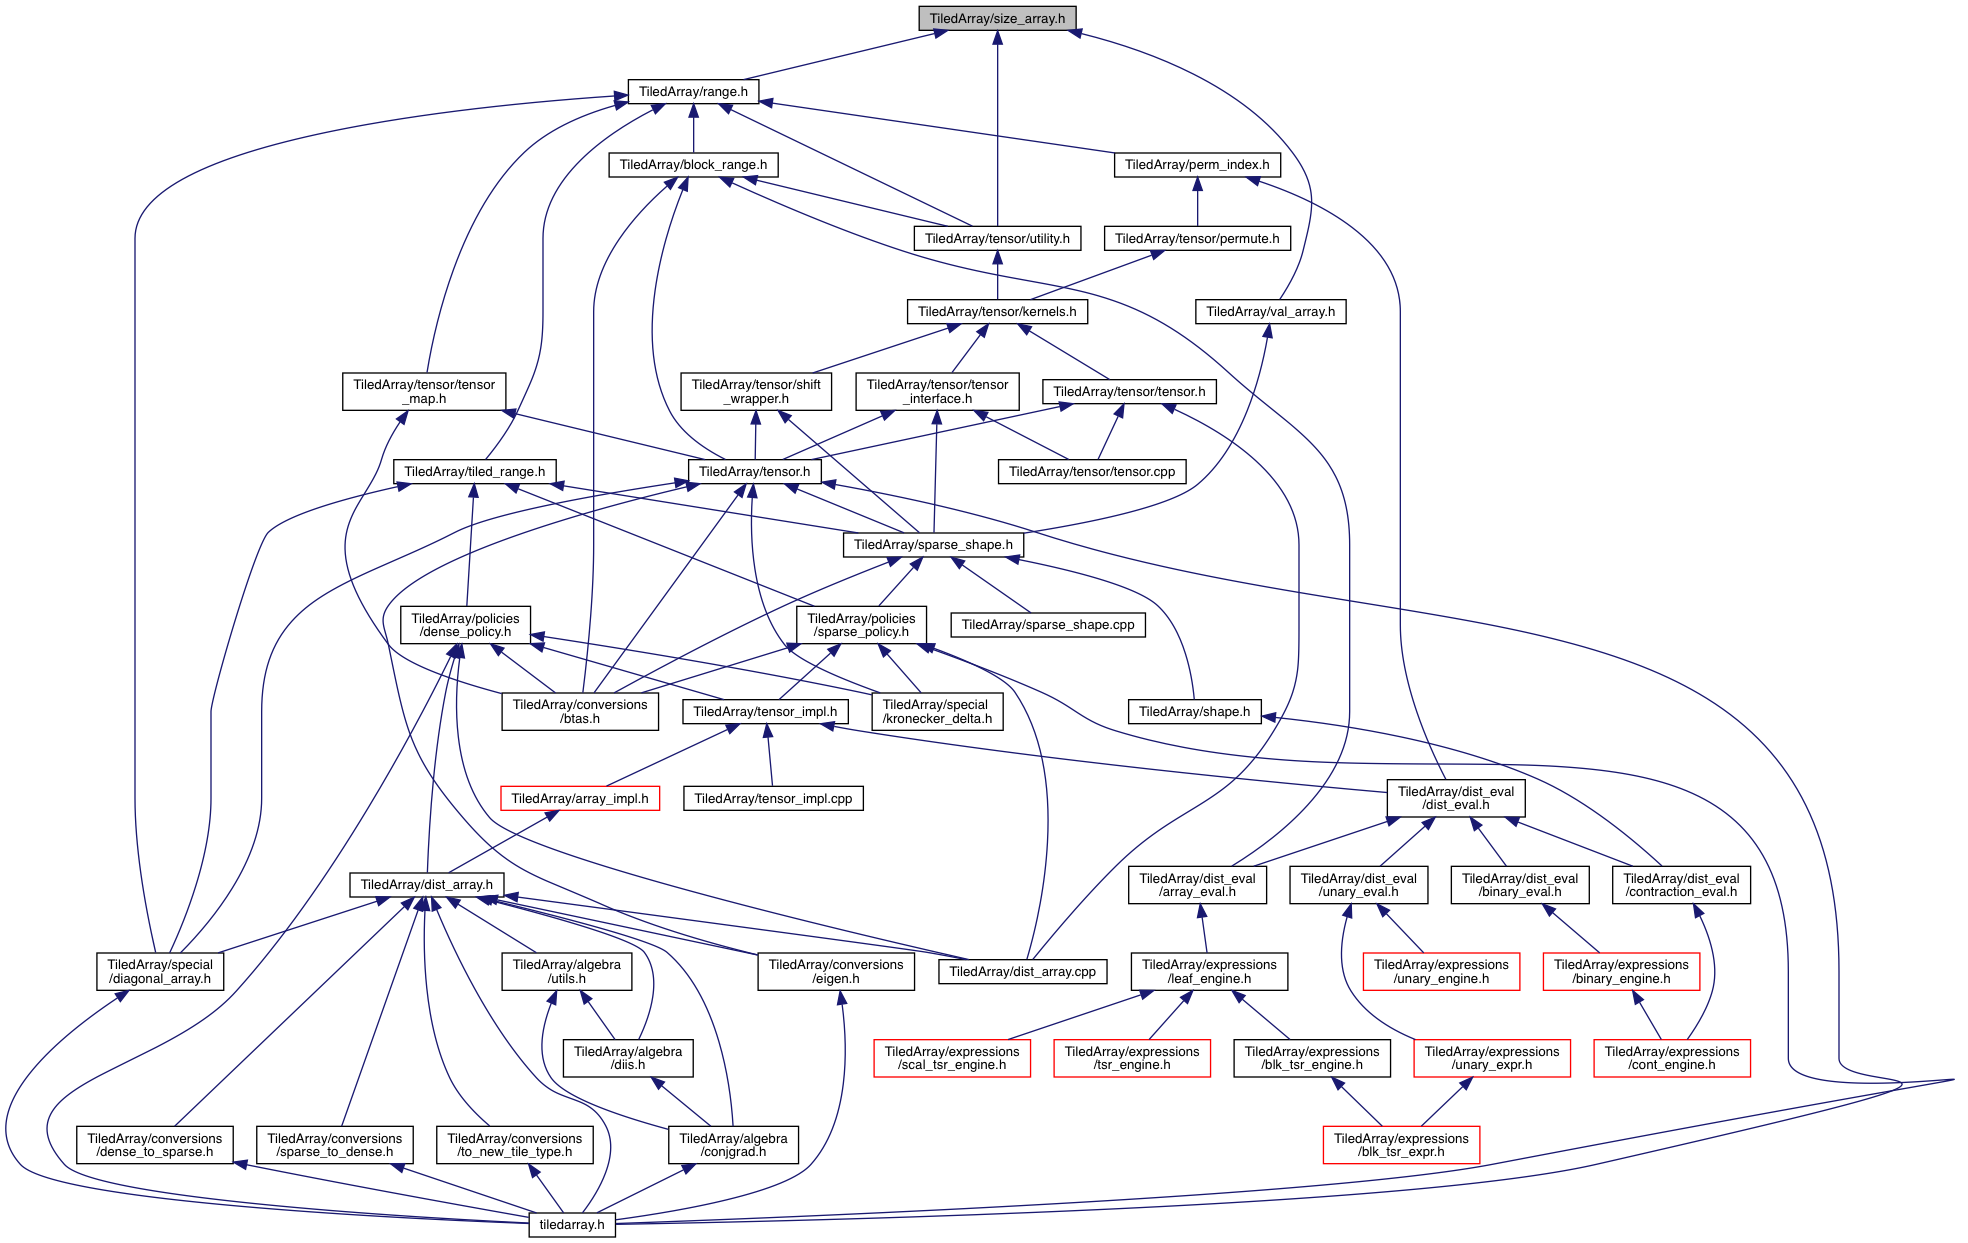 TiledArray/size_array.h
TiledArray/range.h
TiledArray/block_range.h
TiledArray/perm_index.h
TiledArray/tensor/utility.h
TiledArray/tensor/permute.h
TiledArray/tensor/kernels.h
TiledArray/val_array.h
TiledArray/tensor/tensor
_map.h
TiledArray/tensor/shift
_wrapper.h
TiledArray/tensor/tensor
_interface.h
TiledArray/tensor/tensor.h
TiledArray/tiled_range.h
TiledArray/tensor.h
TiledArray/tensor/tensor.cpp
TiledArray/sparse_shape.h
TiledArray/policies
/dense_policy.h
TiledArray/policies
/sparse_policy.h
TiledArray/sparse_shape.cpp
TiledArray/conversions
/btas.h
TiledArray/tensor_impl.h
TiledArray/special
/kronecker_delta.h
TiledArray/shape.h
TiledArray/array_impl.h
TiledArray/tensor_impl.cpp
TiledArray/dist_eval
/dist_eval.h
TiledArray/dist_array.h
TiledArray/dist_eval
/array_eval.h
TiledArray/dist_eval
/unary_eval.h
TiledArray/dist_eval
/binary_eval.h
TiledArray/dist_eval
/contraction_eval.h
TiledArray/special
/diagonal_array.h
TiledArray/algebra
/utils.h
TiledArray/conversions
/eigen.h
TiledArray/dist_array.cpp
TiledArray/expressions
/leaf_engine.h
TiledArray/expressions
/unary_engine.h
TiledArray/expressions
/binary_engine.h
TiledArray/algebra
/diis.h
TiledArray/expressions
/scal_tsr_engine.h
TiledArray/expressions
/tsr_engine.h
TiledArray/expressions
/blk_tsr_engine.h
TiledArray/expressions
/unary_expr.h
TiledArray/expressions
/cont_engine.h
TiledArray/conversions
/dense_to_sparse.h
TiledArray/conversions
/sparse_to_dense.h
TiledArray/conversions
/to_new_tile_type.h
TiledArray/algebra
/conjgrad.h
TiledArray/expressions
/blk_tsr_expr.h
tiledarray.h